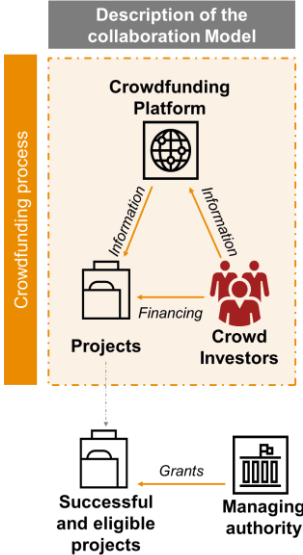 Description of the
collaboration Model
Crowdfunding process
Crowdfunding
Platform
Information
Information
Financing
Projects
Crowd
Investors
Grants
Successful
and eligible
projects
Managing
authority